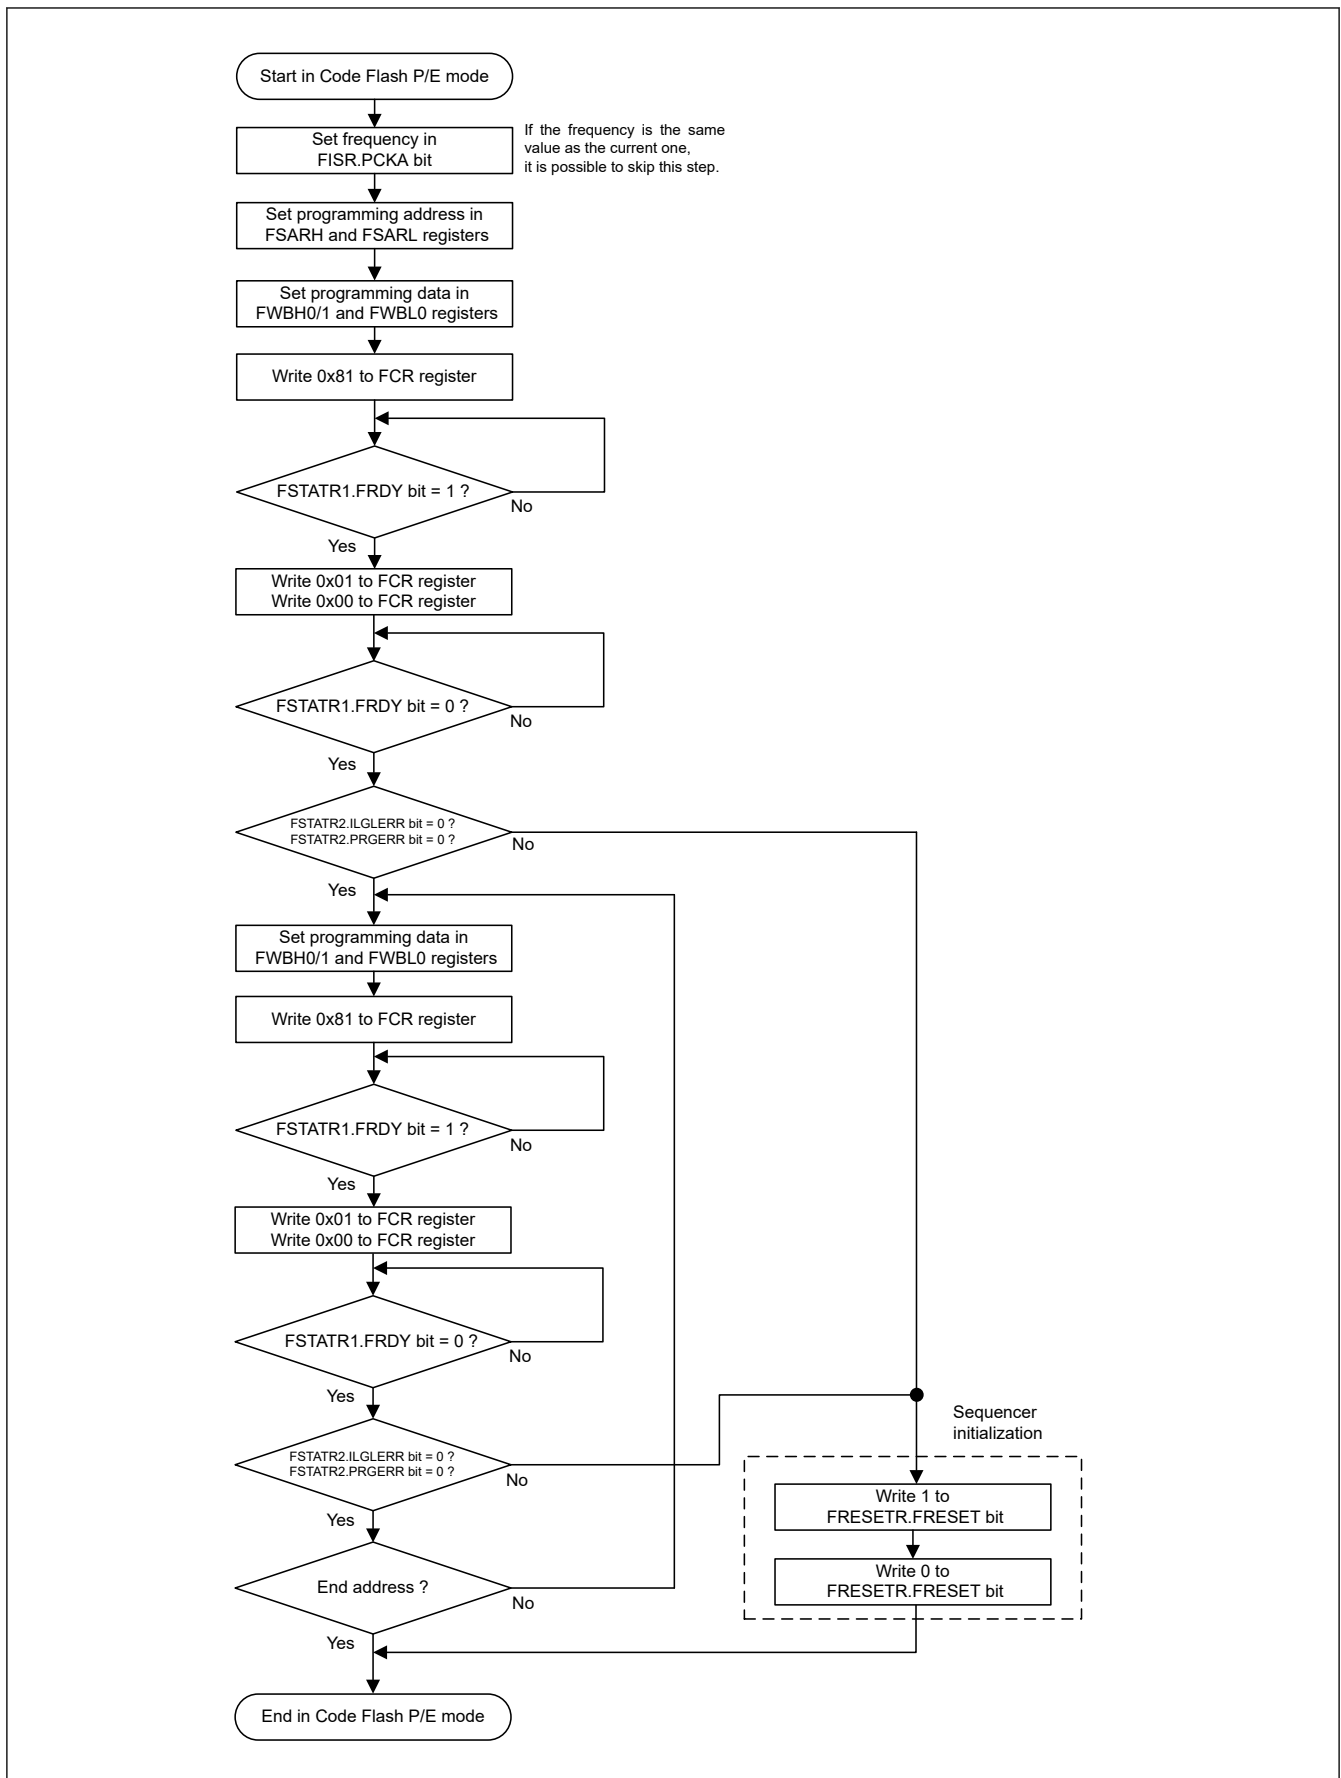 Start in Code Flash P/E mode
Set frequency in
FISR.PCKA bit
If the frequency is the same
value as the current one,
it is possible to skip this step.
Set programming address in
FSARH and FSARL registers
Set programming data in
FWBH0/1 and FWBL0 registers
Write 0x81 to FCR register
FSTATR1.FRDY bit = 1 ?
No
Yes
Write 0x01 to FCR register
Write 0x00 to FCR register
FSTATR1.FRDY bit = 0 ?
No
Yes
FSTATR2.ILGLERR bit = 0 ?
FSTATR2.PRGERR bit = 0 ?
No
Yes
Set programming data in
FWBH0/1 and FWBL0 registers
Write 0x81 to FCR register
FSTATR1.FRDY bit = 1 ?
No
Yes
Write 0x01 to FCR register
Write 0x00 to FCR register
FSTATR1.FRDY bit = 0 ?
No
Yes
FSTATR2.ILGLERR bit = 0 ?
FSTATR2.PRGERR bit = 0 ?
No
Yes
End address ?
No
Yes
Sequencer
initialization
Write 1 to
FRESETR.FRESET bit
Write 0 to
FRESETR.FRESET bit
End in Code Flash P/E mode